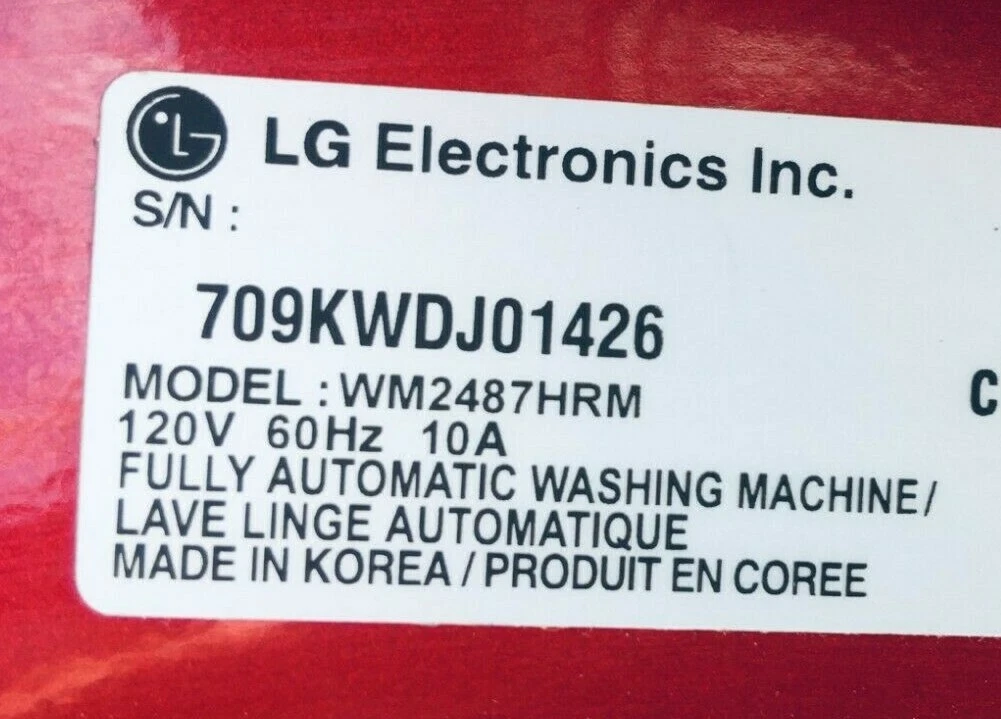 LG LG Electronics Inc.
S/N :
709KWDJ01426
MODEL : WM2487HRM
C
120V 60Hz 10A
FULLY AUTOMATIC WASHING MACHINE/
LAVE LINGE AUTOMATIQUE
MADE IN KOREA / PRODUIT EN COREE